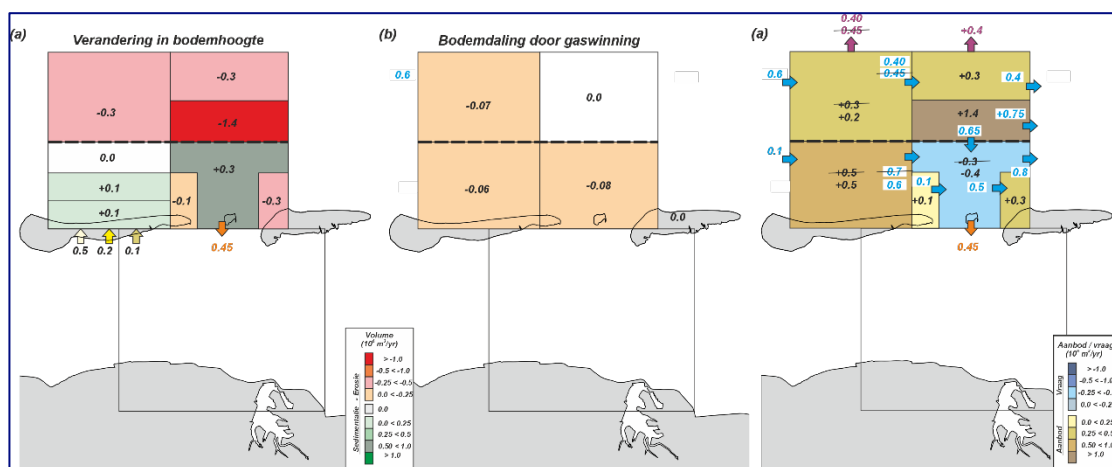 (a) Verandering in bodemhoogte
-0.3
-0.3
-1.4
0.0
+0.3
+0.1
+0.1
-0.1
-0.3
0.5 0.2 0.1
0.45
Volume
(10⁶ m³/yr)
Erosie
Sedimentatie -
> -1.0
-0.5 < -1.0
-0.25 < -0.5
0.0 < -0.25
0.0
0.0 < 0.25
0.25 < 0.5
0.50 < 1.0
> 1.0
(b) Bodemdaling door gaswinning
0.6
-0.07
0.0
-0.06
-0.08
0.0
(a)
0.40
0.45
+0.4
0.6
0.40
0.45
+0.3
0.4
+0.3
+0.2
+1.4
+0.75
0.65
0.1
+0.5
+0.5
0.7
0.6
-0.3
-0.4
0.1
0.5
0.8
+0.1
+0.3
0.45
Aanbod / vraag
(10⁶ m³/yr)
Vraag
Aanbod
> -1.0
-0.5 < -1.0
-0.25 < -0.5
0.0 < -0.25
0.0 < 0.25
0.25 < 0.5
0.50 < 1.0
> 1.0